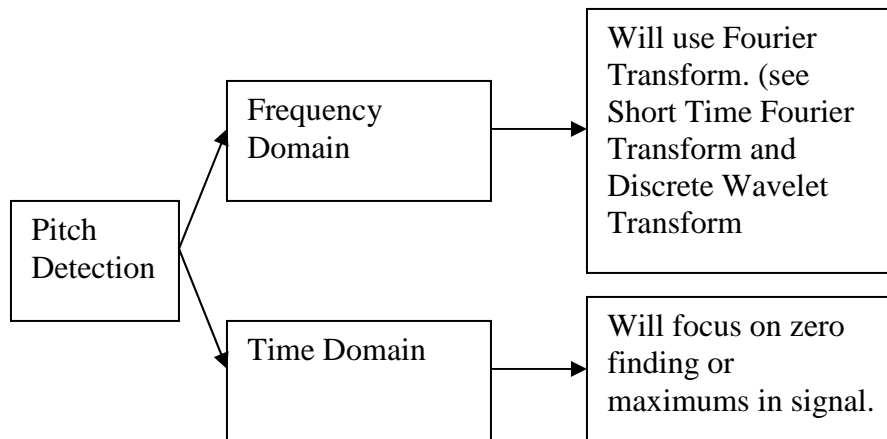 Pitch
Detection
Frequency
Domain
Will use Fourier
Transform. (see
Short Time Fourier
Transform and
Discrete Wavelet
Transform
Time Domain
Will focus on zero
finding or
maximums in signal.